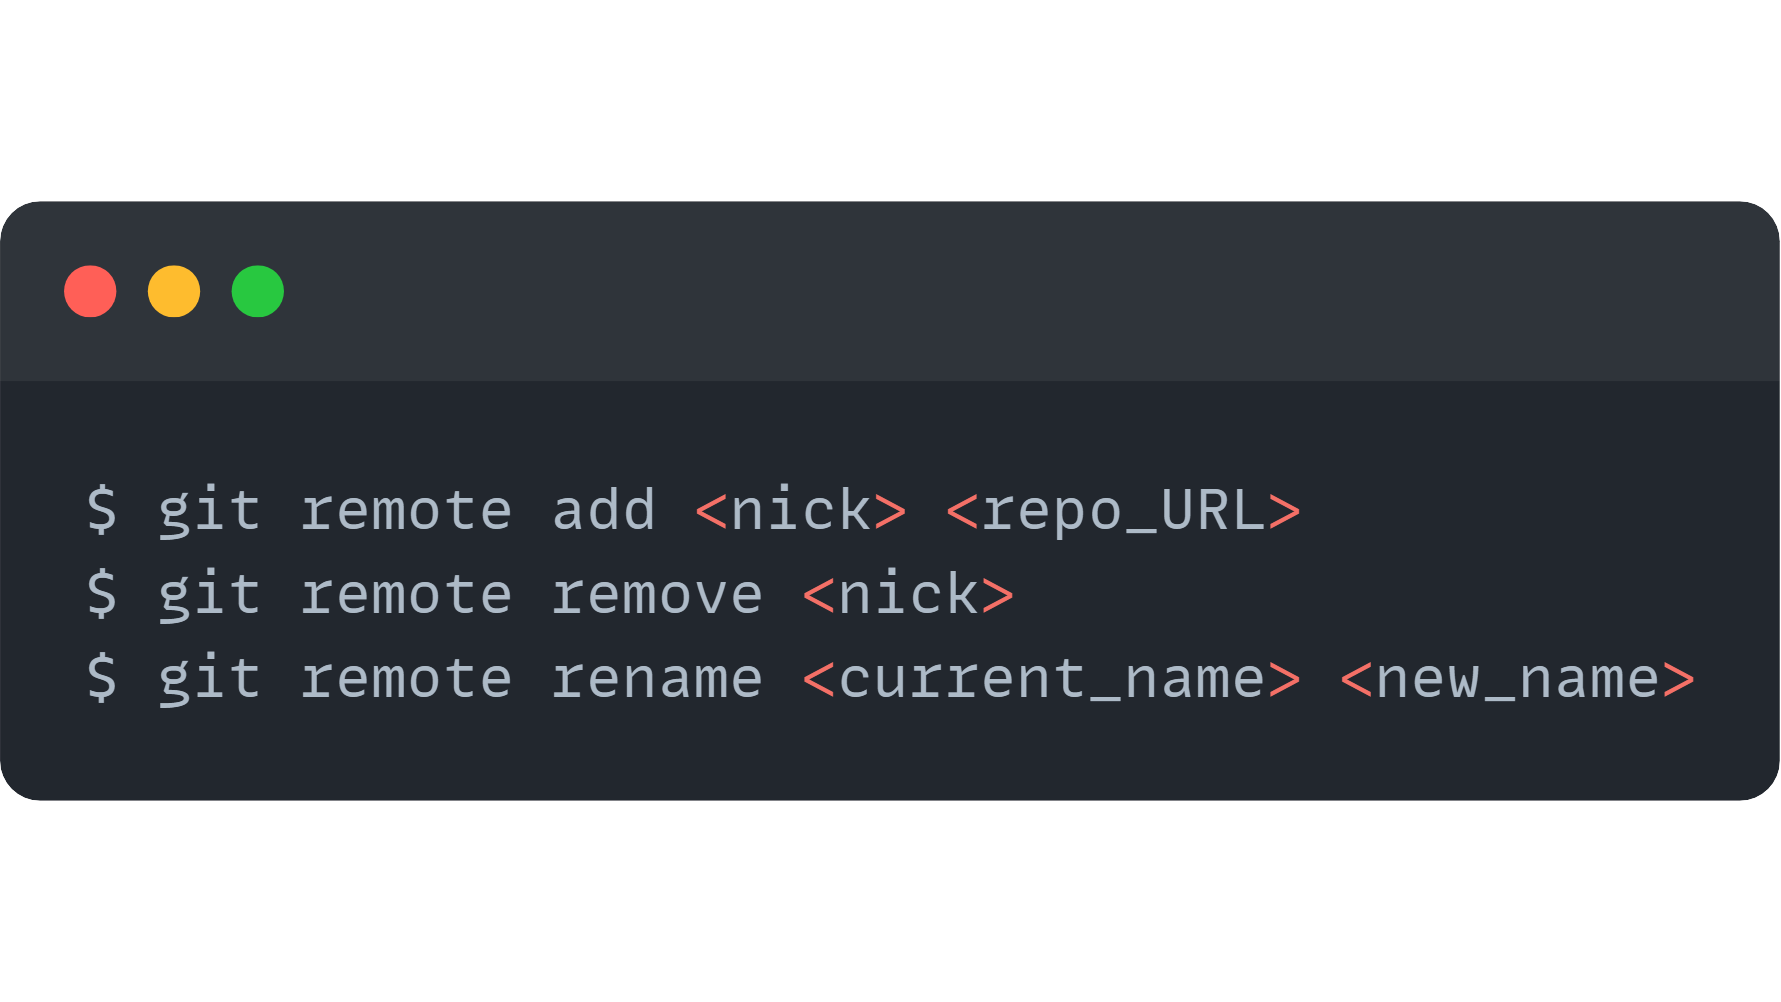 $ git remote add <nick> <repo_URL>
$ git remote remove <nick>
$ git remote rename <current_name> <new_name>